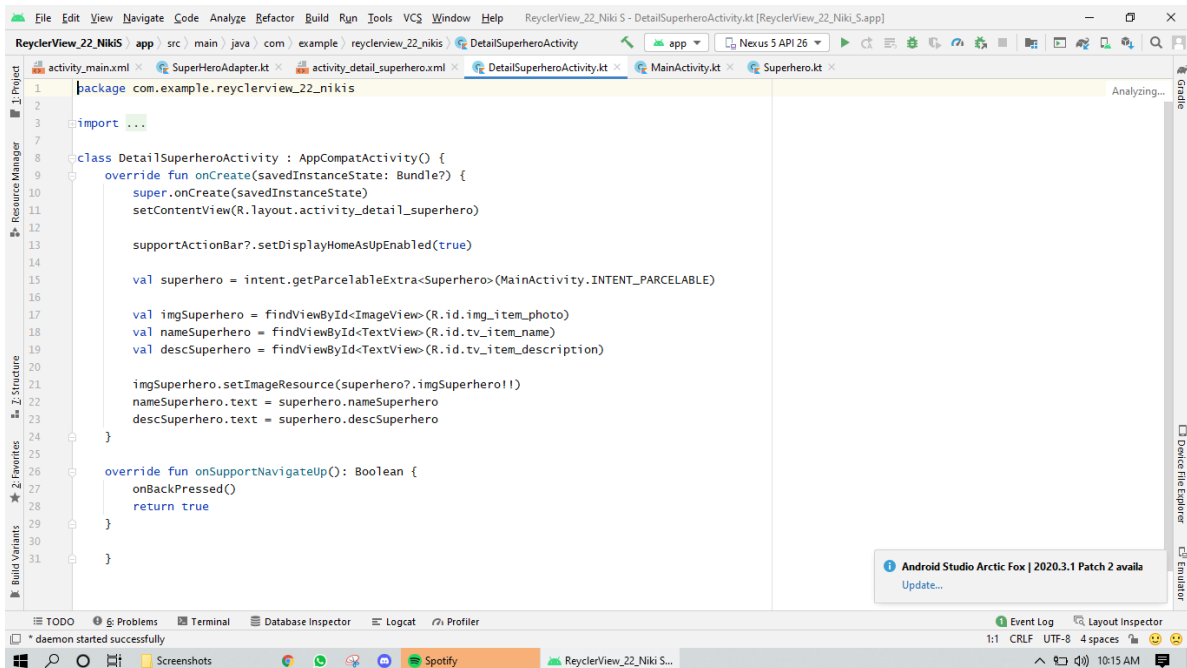 File Edit View Navigate Code Analyze Refactor Build Run Tools VCS Window Help ReyclerView_22_Niki S - DetailSuperheroActivity.kt [ReyclerView_22_Niki_S.app]
ReyclerView_22_NikiS app src main java com example reyclerview_22_nikis DetailSuperheroActivity app Nexus 5 API 26
activity_main.xml SuperHeroAdapter.kt activity_detail_superhero.xml DetailSuperheroActivity.kt MainActivity.kt Superhero.kt
1: Project
Resource Manager
7: Structure
2: Favorites
Build Variants
1 package com.example.reyclerview_22_nikis
2
3 import ...
7
8 class DetailSuperheroActivity : AppCompatActivity() {
9 override fun onCreate(savedInstanceState: Bundle?) {
10 super.onCreate(savedInstanceState)
11 setContentView(R.layout.activity_detail_superhero)
12
13 supportActionBar?.setDisplayHomeAsUpEnabled(true)
14
15 val superhero = intent.getParcelableExtra<Superhero>(MainActivity.INTENT_PARCELABLE)
16
17 val imgSuperhero = findViewById<ImageView>(R.id.img_item_photo)
18 val nameSuperhero = findViewById<TextView>(R.id.tv_item_name)
19 val descSuperhero = findViewById<TextView>(R.id.tv_item_description)
20
21 imgSuperhero.setImageResource(superhero?.imgSuperhero!!)
22 nameSuperhero.text = superhero.nameSuperhero
23 descSuperhero.text = superhero.descSuperhero
24 }
25
26 override fun onSupportNavigateUp(): Boolean {
27 onBackPressed()
28 return true
29 }
30
31 }
Analyzing...
Gradle
Device File Explorer
Emulator
Android Studio Arctic Fox | 2020.3.1 Patch 2 availa
Update...
TODO 6: Problems Terminal Database Inspector Logcat Profiler 1 Event Log Layout Inspector
* daemon started successfully 1:1 CRLF UTF-8 4 spaces
Screenshots Spotify ReyclerView_22_Niki S... 10:15 AM